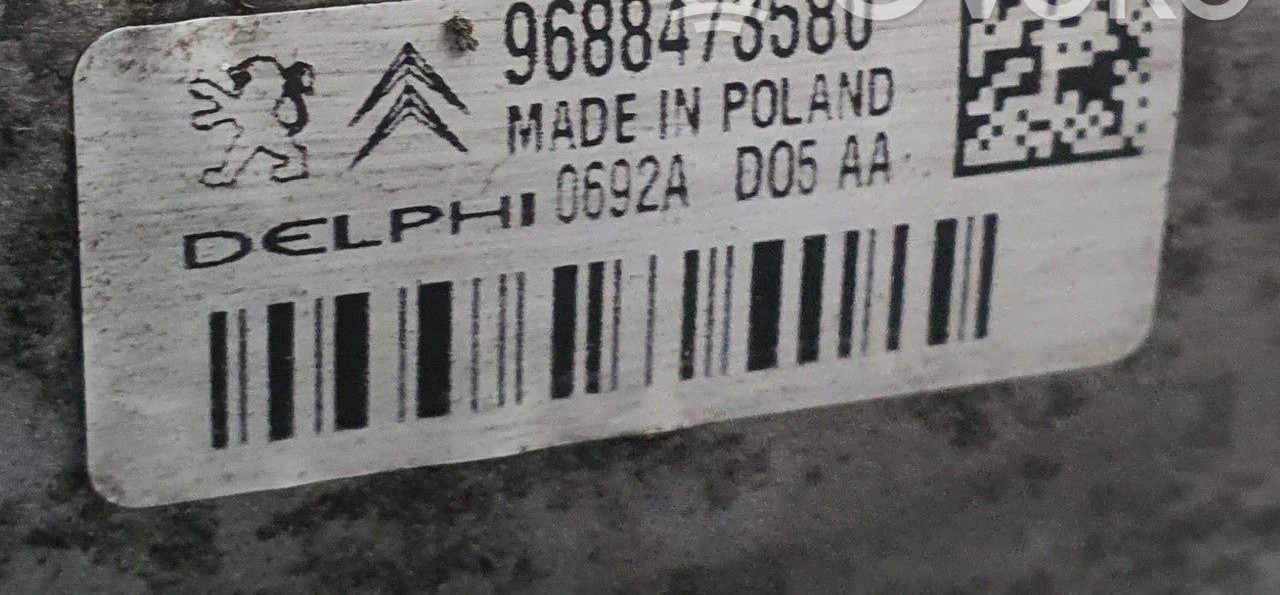 9688473580
MADE IN POLAND
DELPHI 0692A D05 AA